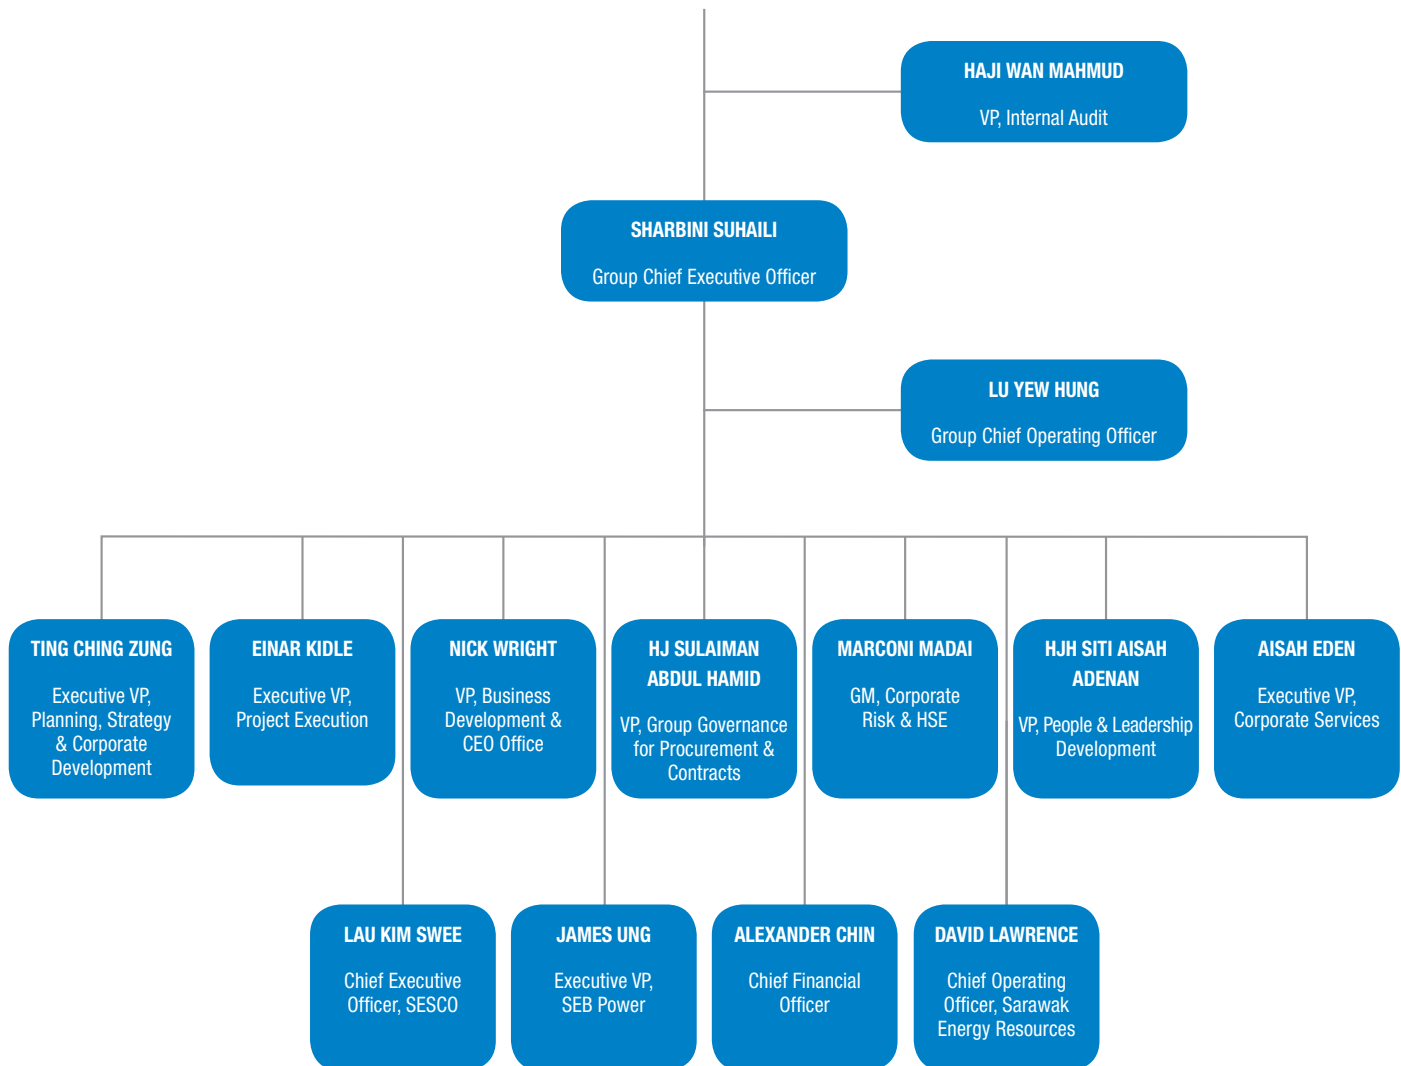 HAJI WAN MAHMUD
VP, Internal Audit
SHARBINI SUHAILI
Group Chief Executive Officer
LU YEW HUNG
Group Chief Operating Officer
TING CHING ZUNG
Executive VP,
Planning, Strategy
& Corporate
Development
EINAR KIDLE
Executive VP,
Project Execution
NICK WRIGHT
VP, Business
Development &
CEO Office
HJ SULAIMAN
ABDUL HAMID
VP, Group Governance
for Procurement &
Contracts
MARCONI MADAI
GM, Corporate
Risk & HSE
HJH SITI AISAH
ADENAN
VP, People & Leadership
Development
AISAH EDEN
Executive VP,
Corporate Services
LAU KIM SWEE
Chief Executive
Officer, SESCO
JAMES UNG
Executive VP,
SEB Power
ALEXANDER CHIN
Chief Financial
Officer
DAVID LAWRENCE
Chief Operating
Officer, Sarawak
Energy Resources